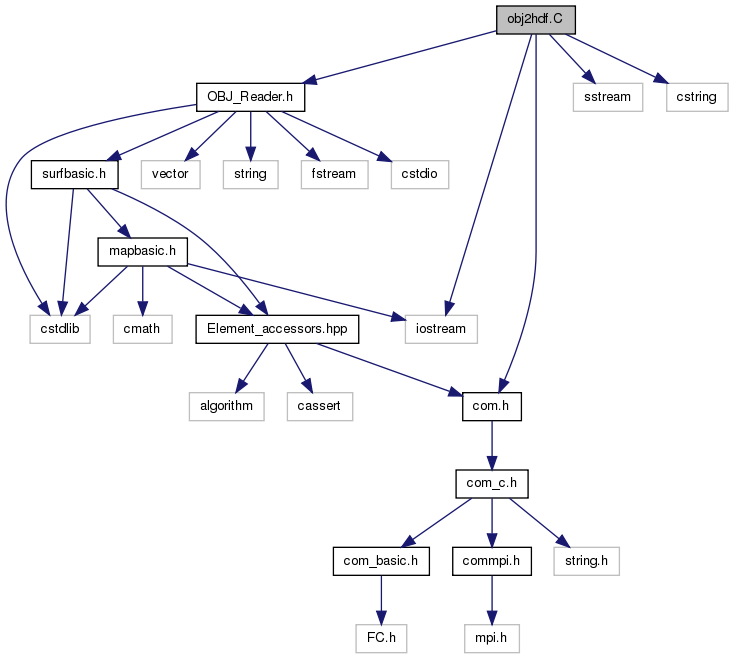 obj2hdf.C
OBJ_Reader.h
sstream
cstring
surfbasic.h
vector
string
fstream
cstdio
mapbasic.h
cstdlib
cmath
Element_accessors.hpp
iostream
algorithm
cassert
com.h
com_c.h
com_basic.h
commpi.h
string.h
FC.h
mpi.h